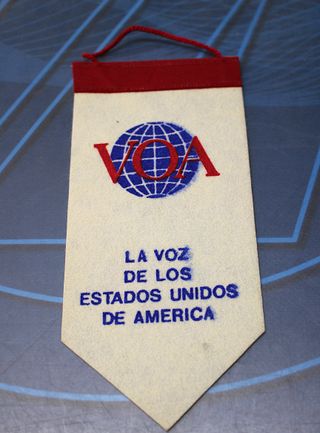 VOA
LA VOZ
DE LOS
ESTADOS UNIDOS
DE AMERICA